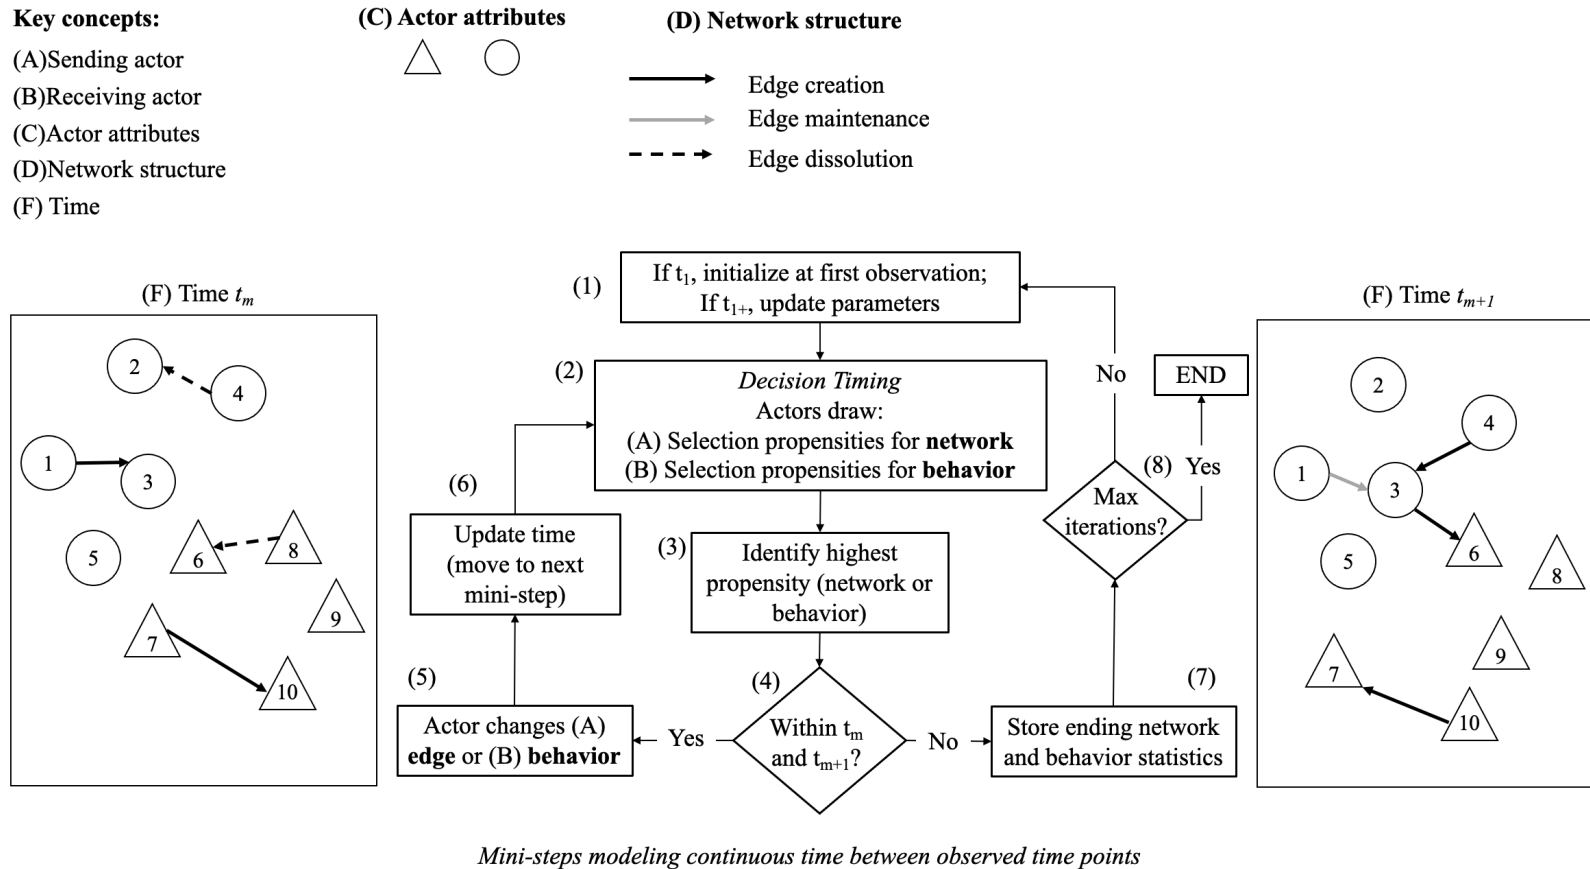 Key concepts:
(A)Sending actor
(B)Receiving actor
(C)Actor attributes
(D)Network structure
(F) Time
(C) Actor attributes
(D) Network structure
Edge creation
Edge maintenance
Edge dissolution
(F) Time tm
2
4
1
3
5
6
8
9
7
10
(1)
If t1, initialize at first observation;
If t1+, update parameters
(2)
Decision Timing
Actors draw:
(A) Selection propensities for network
(B) Selection propensities for behavior
(3)
Identify highest
propensity (network or
behavior)
(4)
Within tm
and tm+1?
Yes
No
(5)
Actor changes (A)
edge or (B) behavior
(6)
Update time
(move to next
mini-step)
(7)
Store ending network
and behavior statistics
(8)
Max
iterations?
No
Yes
END
(F) Time tm+1
2
4
1
3
5
6
8
9
7
10
Mini-steps modeling continuous time between observed time points